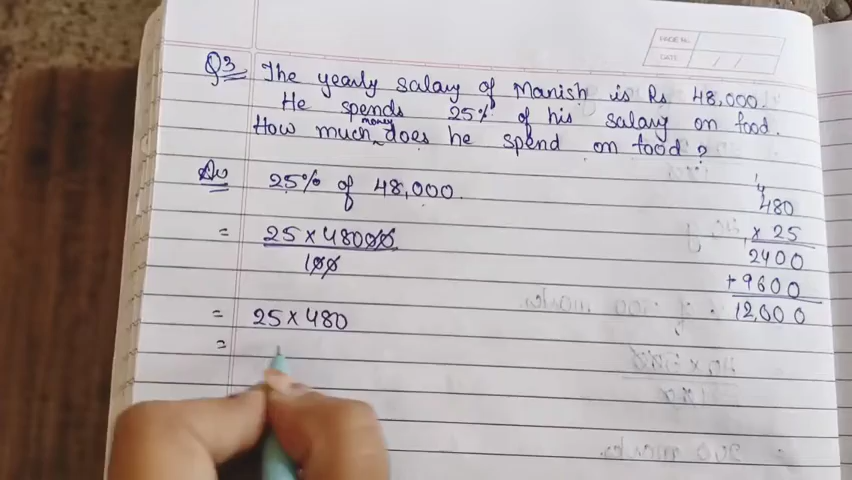 PAGE NO.
DATE / /
Q3 The yearly salary of Manish is Rs 48,000.
He spends 25% of his salary on food.
How much money does he spend on food?
Ans 25% of 48,000.
= 25 × 48000
100
= 25 × 480
=
14
480
× 25
2400
+9600
12,000